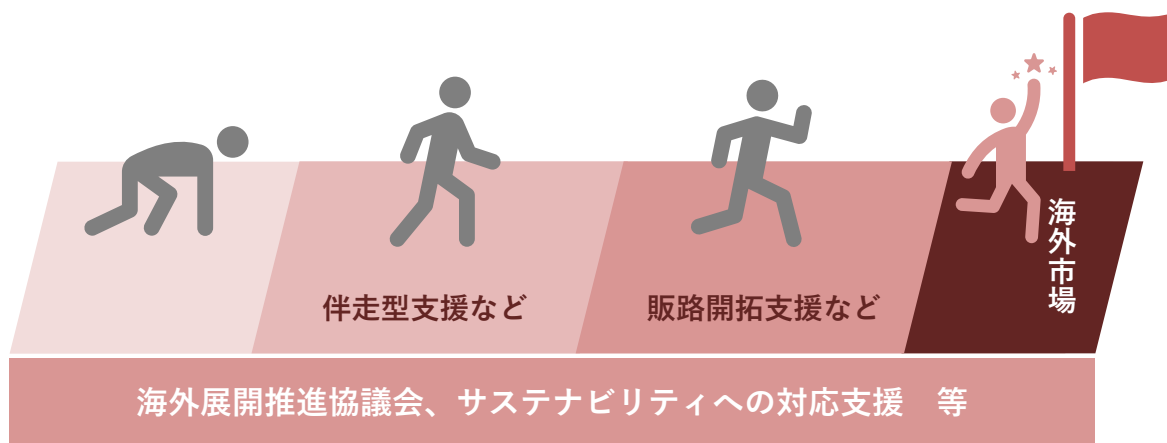 海外市場
伴走型支援など
販路開拓支援など
海外展開推進協議会、サステナビリティへの対応支援　等